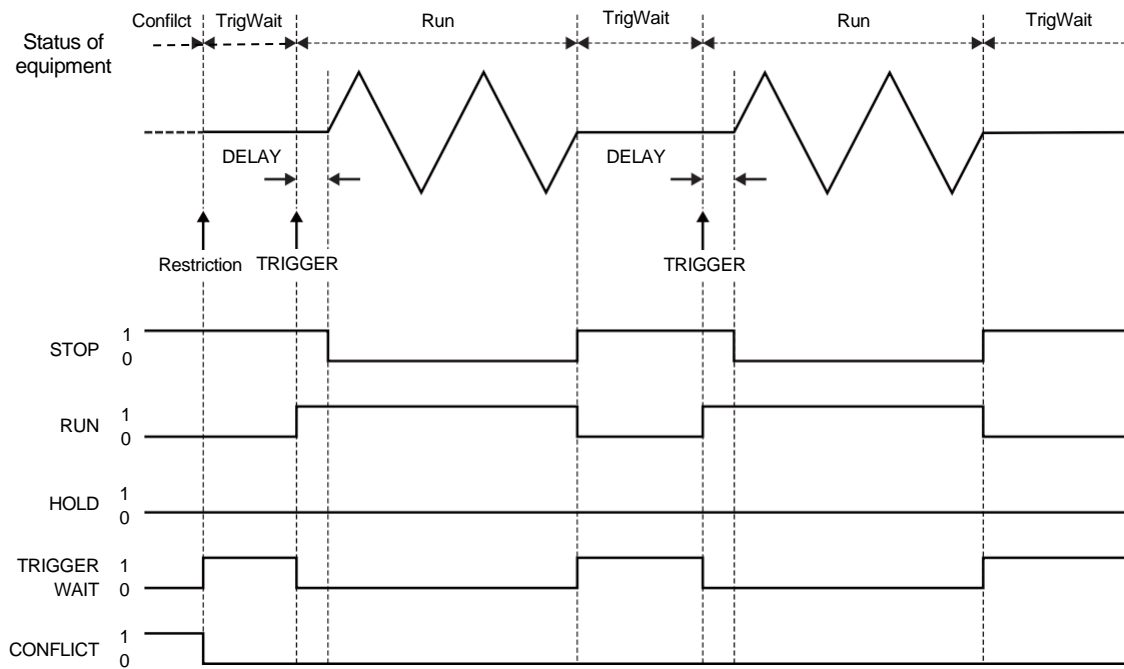 Confilct TrigWait Run TrigWait Run TrigWait
Status of
equipment
DELAY DELAY
Restriction TRIGGER TRIGGER
STOP 1
0
RUN 1
0
HOLD 1
0
TRIGGER 1
WAIT 0
CONFLICT 1
0